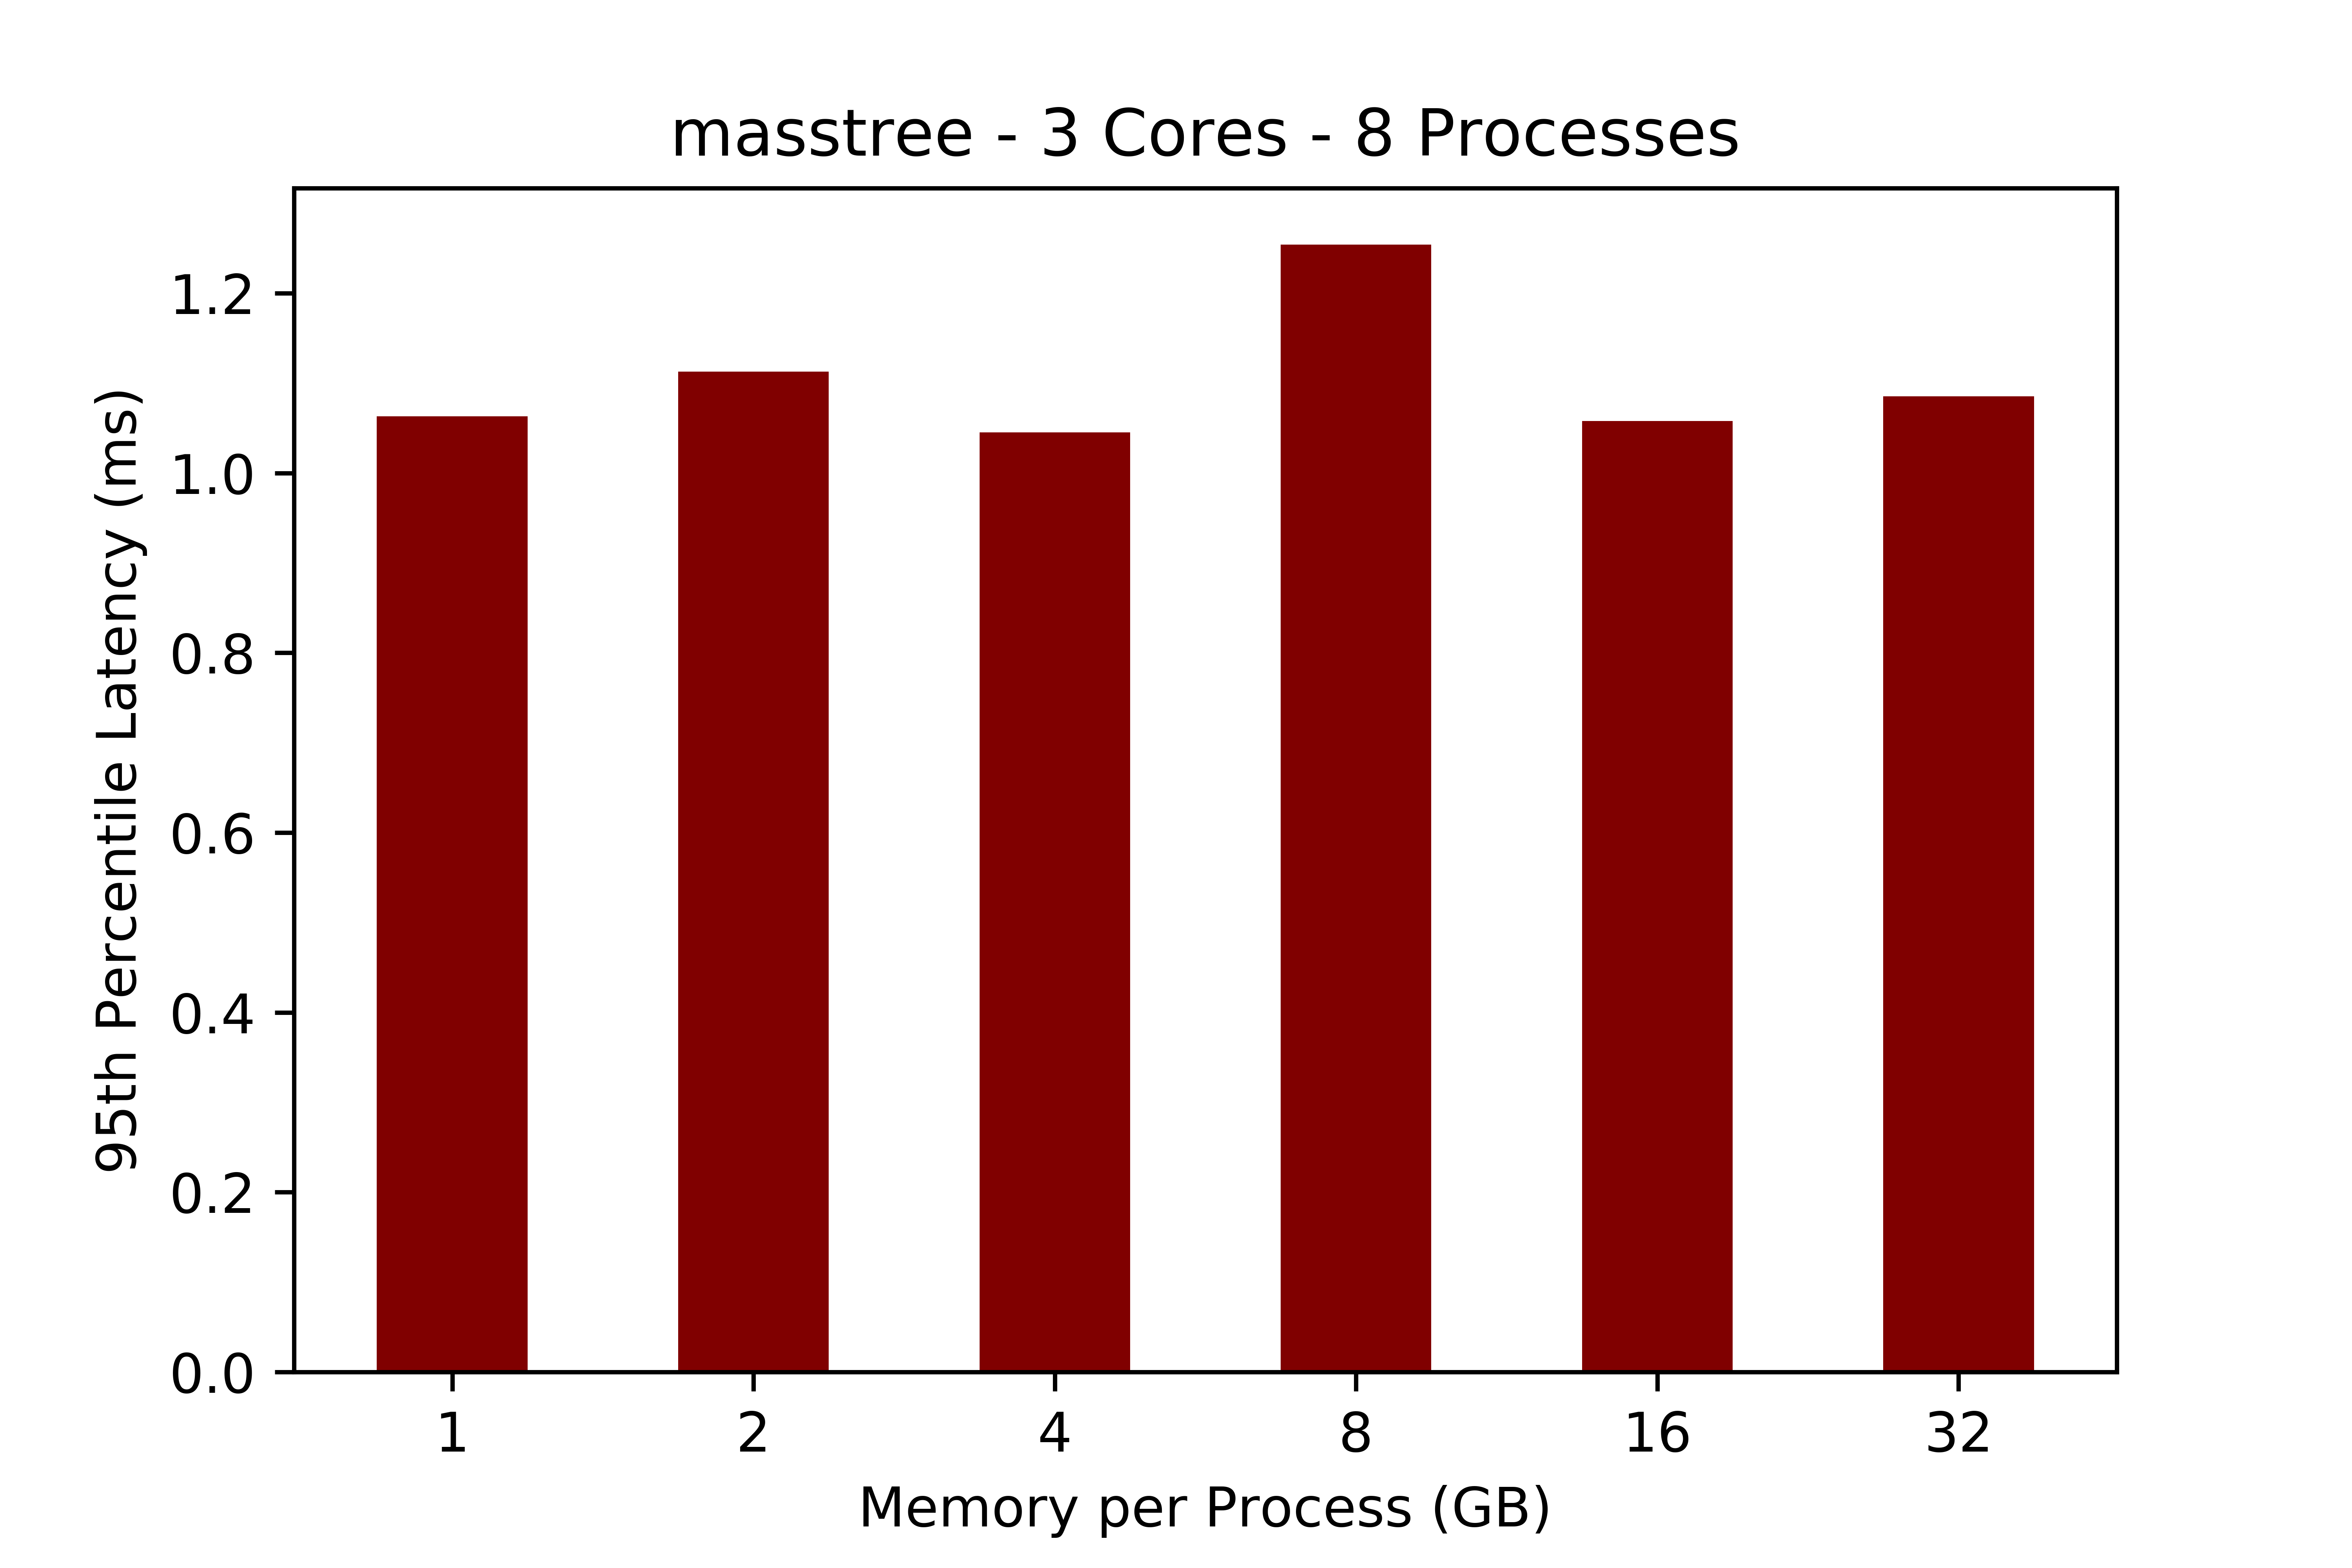 masstree - 3 Cores - 8 Processes
95th Percentile Latency (ms)
1.2
1.0
0.8
0.6
0.4
0.2
0.0
1 2 4 8 16 32
Memory per Process (GB)